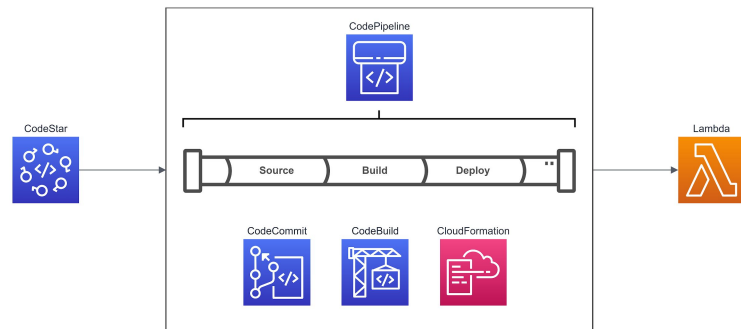 CodePipeline
CodeStar
Lambda
Source
Build
Deploy
CodeCommit
CodeBuild
CloudFormation